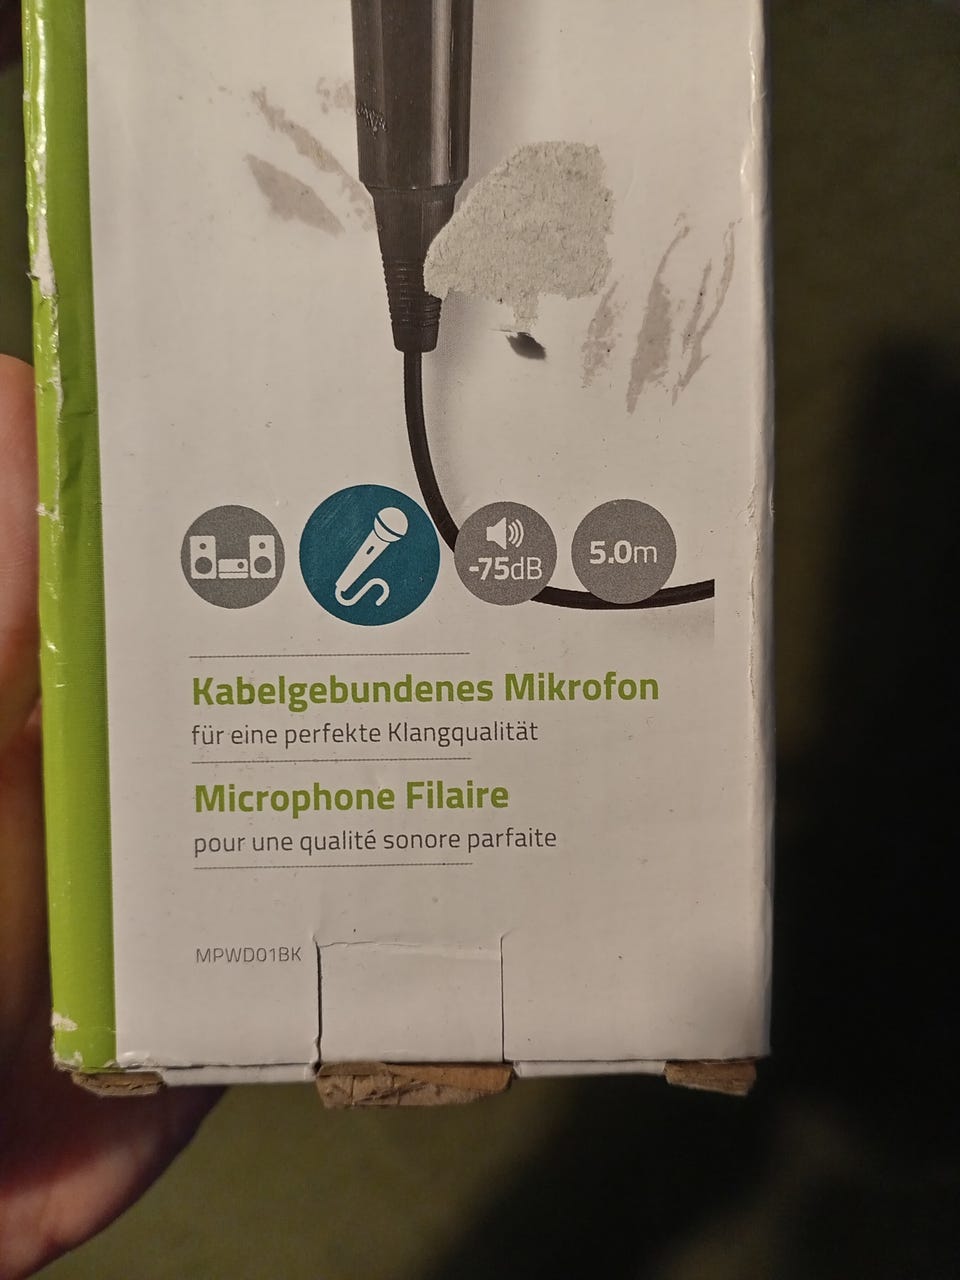 -75dB
5.0m
Kabelgebundenes Mikrofon
für eine perfekte Klangqualität
Microphone Filaire
pour une qualité sonore parfaite
MPWD01BK